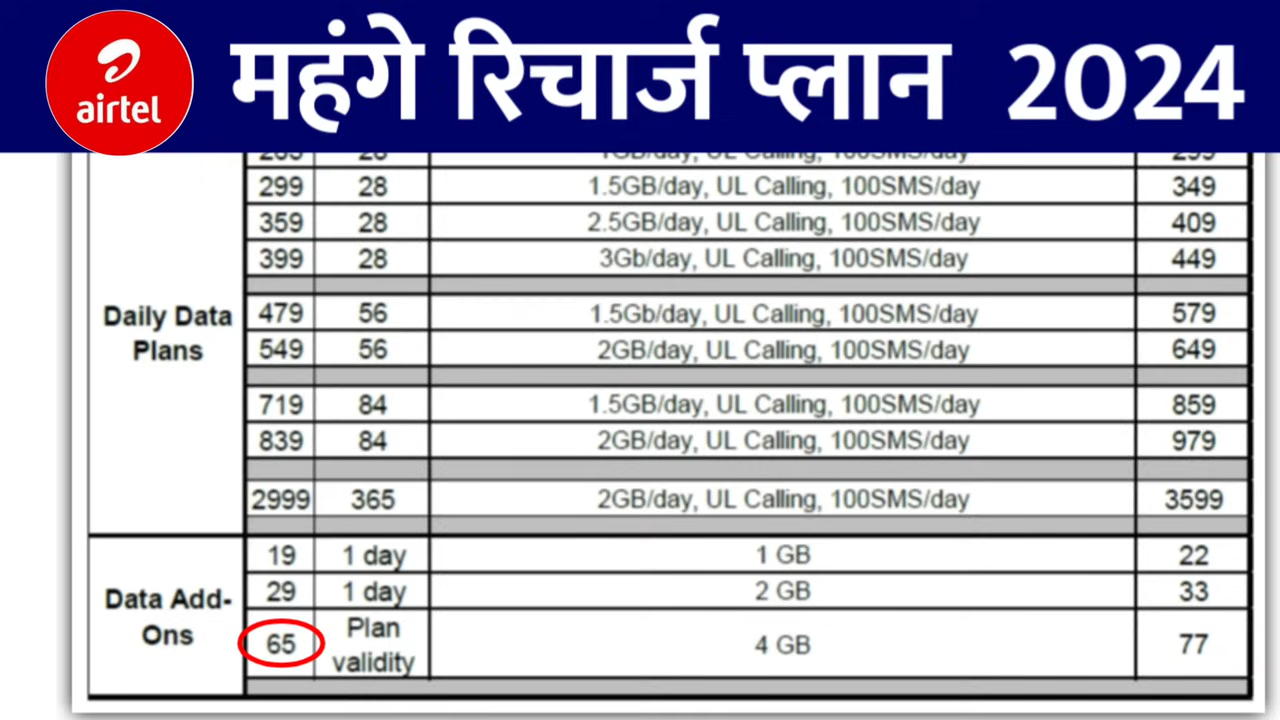 airtel
महंगे रिचार्ज प्लान 2024
299 28 1.5GB/day, UL Calling, 100SMS/day 349
359 28 2.5GB/day, UL Calling, 100SMS/day 409
399 28 3Gb/day, UL Calling, 100SMS/day 449
Daily Data
Plans
479 56 1.5Gb/day, UL Calling, 100SMS/day 579
549 56 2GB/day, UL Calling, 100SMS/day 649
719 84 1.5GB/day, UL Calling, 100SMS/day 859
839 84 2GB/day, UL Calling, 100SMS/day 979
2999 365 2GB/day, UL Calling, 100SMS/day 3599
Data Add-
Ons
19 1 day 1 GB 22
29 1 day 2 GB 33
65 Plan validity 4 GB 77